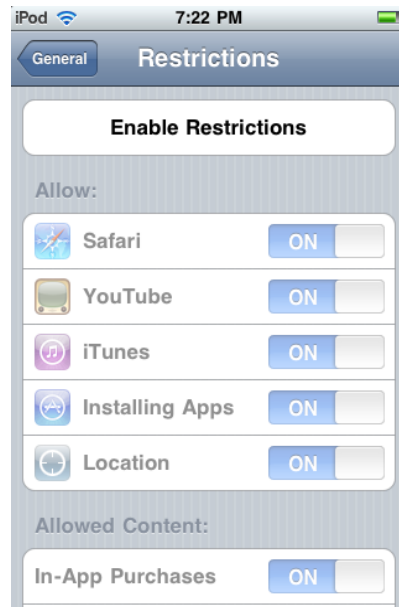 iPod 7:22 PM
General Restrictions
Enable Restrictions
Allow:
Safari ON
YouTube ON
iTunes ON
Installing Apps ON
Location ON
Allowed Content:
In-App Purchases ON